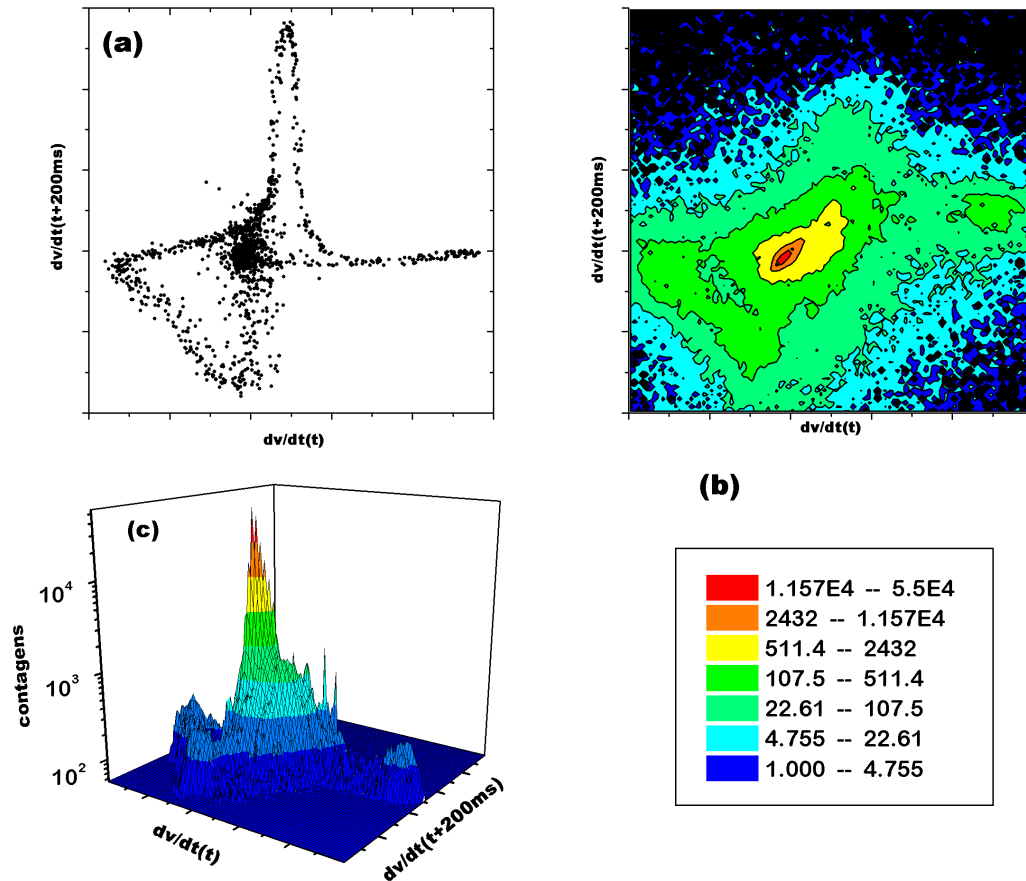 (a)
dv/dt(t+200ms)
dv/dt(t)
dv/dt(t+200ms)
dv/dt(t)
(b)
(c)
contagens
10⁴
10³
10²
dv/dt(t)
dv/dt(t+200ms)
1.157E4 -- 5.5E4
2432 -- 1.157E4
511.4 -- 2432
107.5 -- 511.4
22.61 -- 107.5
4.755 -- 22.61
1.000 -- 4.755